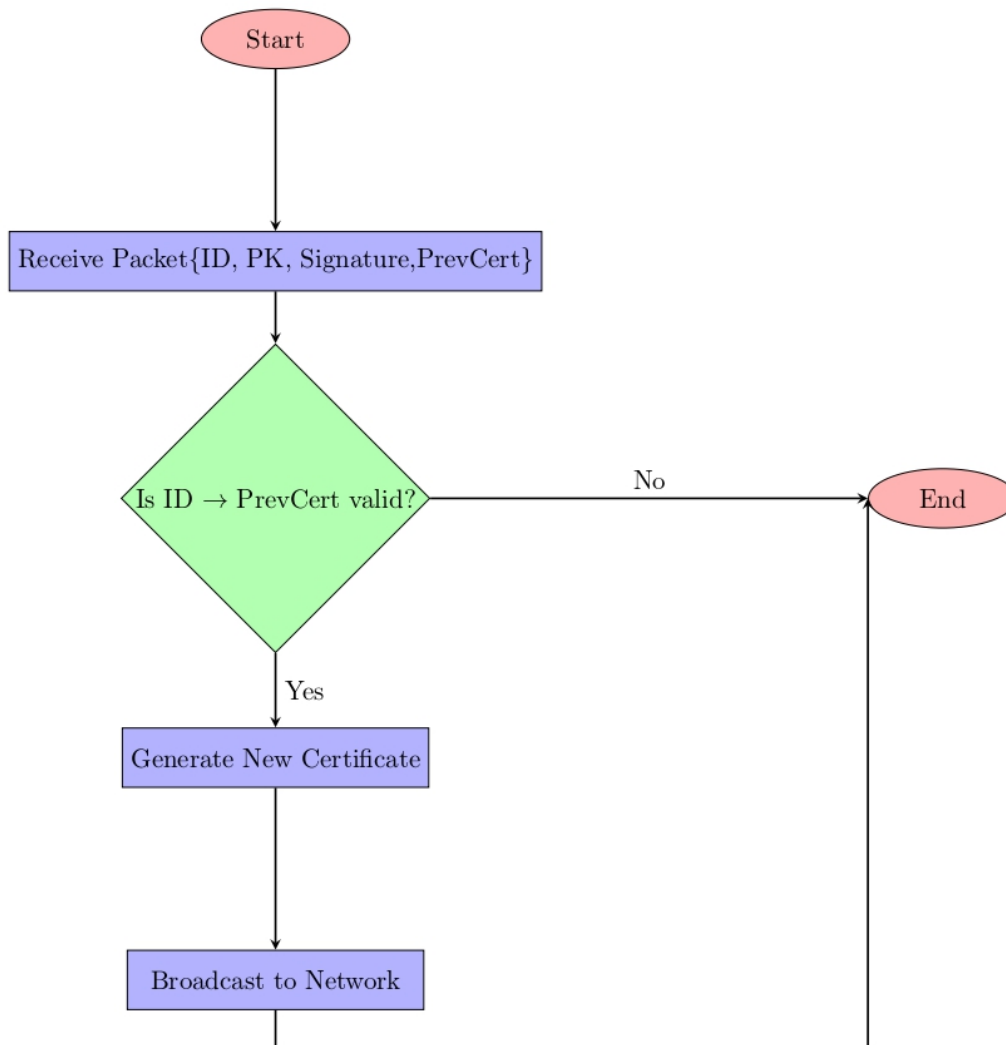 Start
Receive Packet{ID, PK, Signature,PrevCert}
Is ID → PrevCert valid?
No
End
Yes
Generate New Certificate
Broadcast to Network